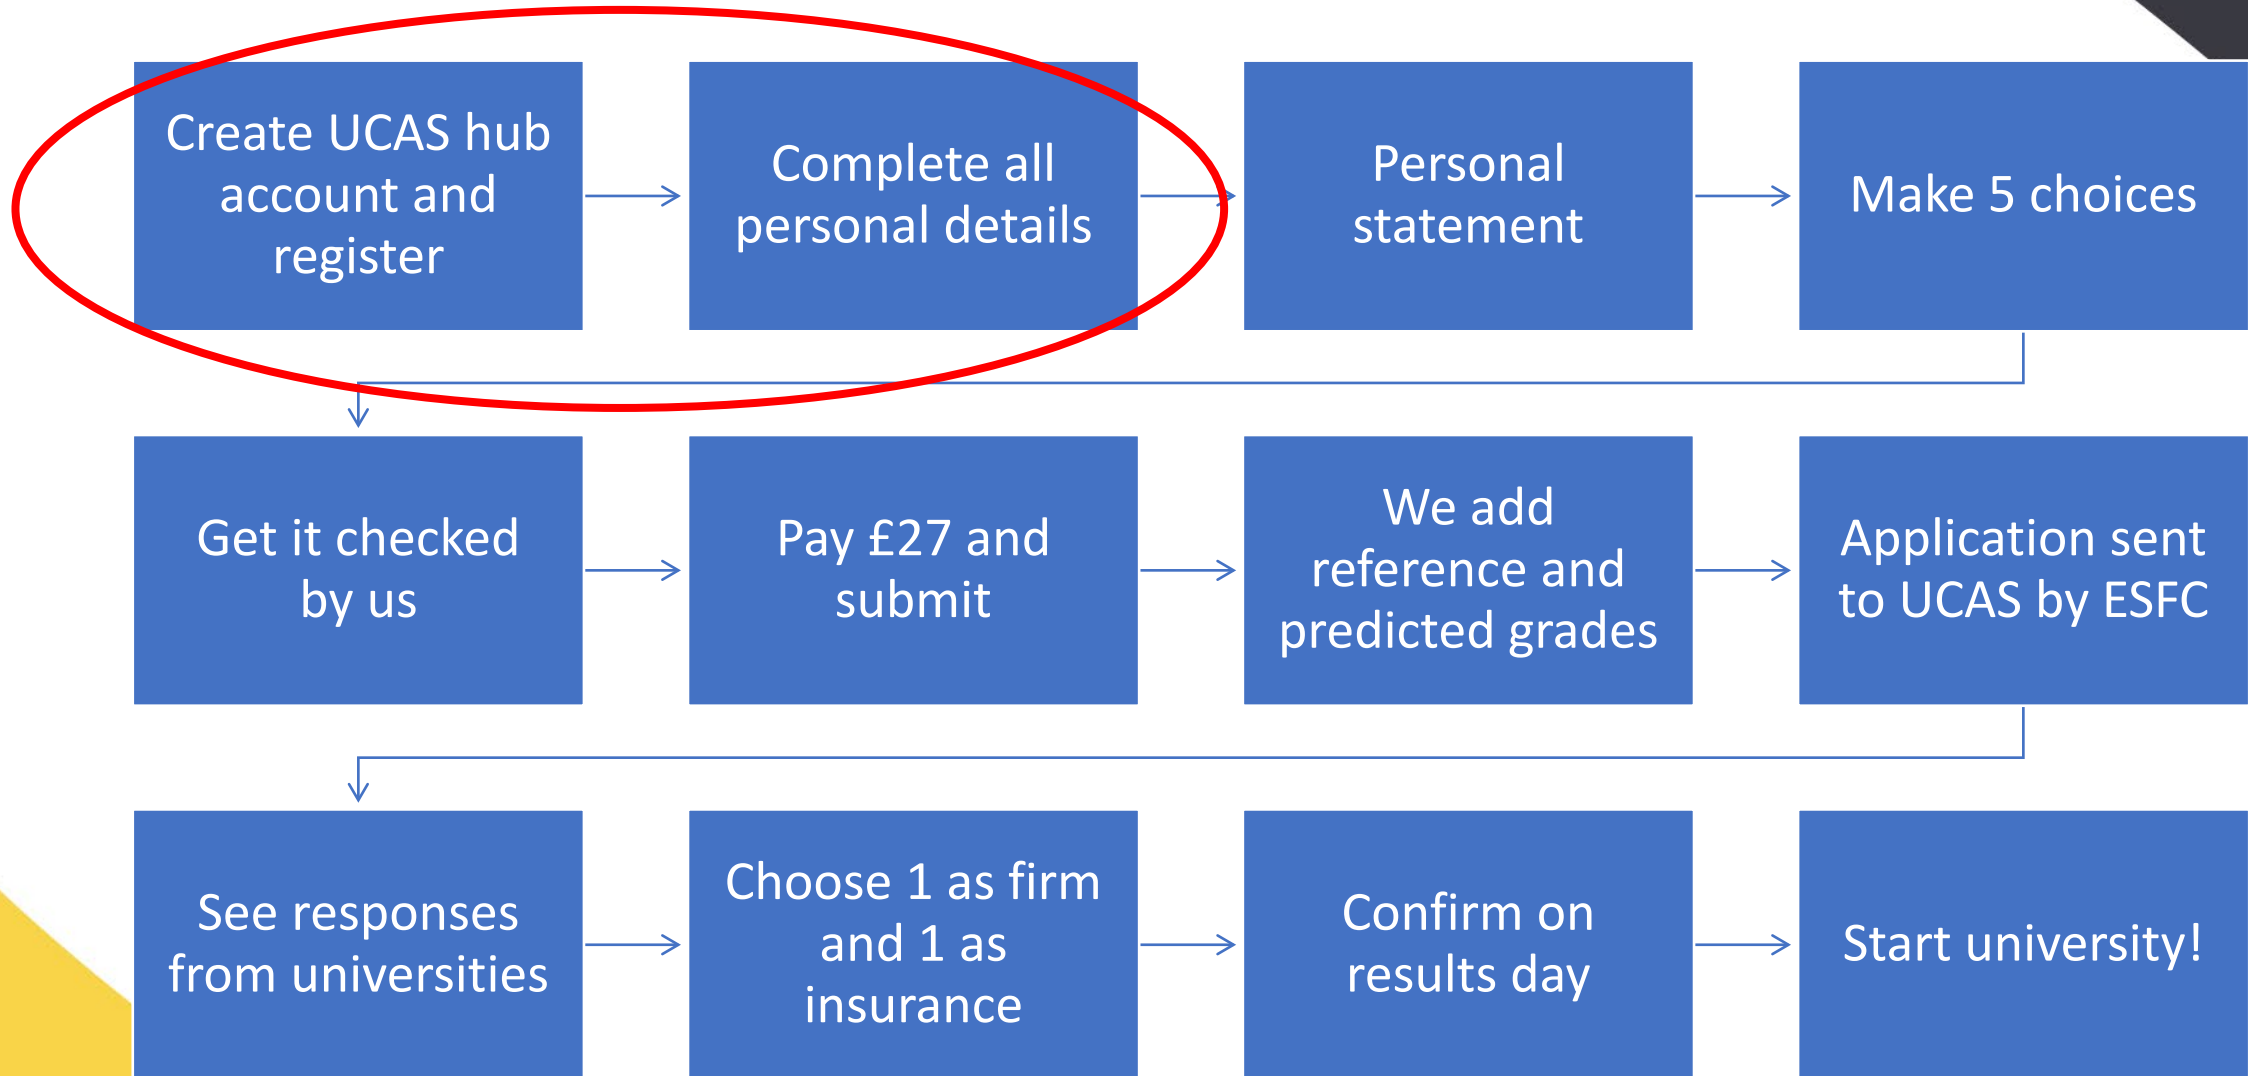 Create UCAS hub
account and
register
Complete all
personal details
Personal
statement
Make 5 choices
Get it checked
by us
Pay £27 and
submit
We add
reference and
predicted grades
Application sent
to UCAS by ESFC
See responses
from universities
Choose 1 as firm
and 1 as
insurance
Confirm on
results day
Start university!